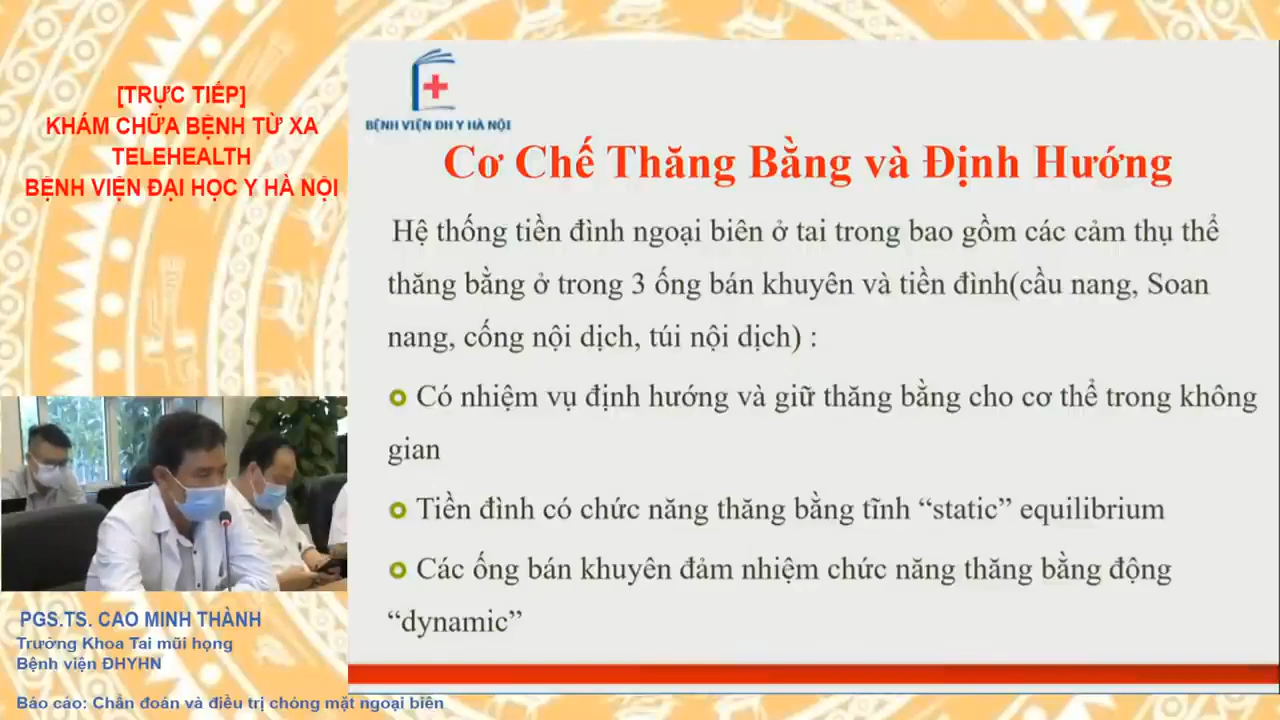 [TRỰC TIẾP]
KHÁM CHỮA BỆNH TỪ XA
TELEHEALTH
BỆNH VIỆN ĐẠI HỌC Y HÀ NỘI
BỆNH VIỆN ĐH Y HÀ NỘI
Cơ Chế Thăng Bằng và Định Hướng
Hệ thống tiền đình ngoại biên ở tai trong bao gồm các cảm thụ thể
thăng bằng ở trong 3 ống bán khuyên và tiền đình(cầu nang, Soan
nang, cống nội dịch, túi nội dịch) :
Có nhiệm vụ định hướng và giữ thăng bằng cho cơ thể trong không
gian
Tiền đình có chức năng thăng bằng tĩnh “static” equilibrium
Các ống bán khuyên đảm nhiệm chức năng thăng bằng động
“dynamic”
PGS.TS. CAO MINH THÀNH
Trưởng Khoa Tai mũi họng
Bệnh viện ĐHYHN
Báo cáo: Chẩn đoán và điều trị chóng mặt ngoại biên